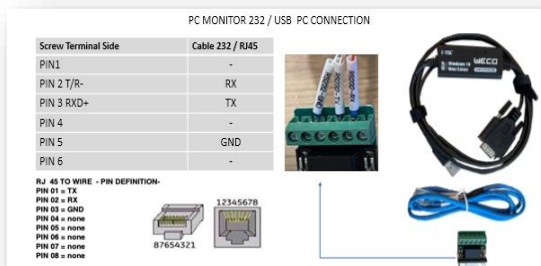 PC MONITOR 232 / USB PC CONNECTION
Screw Terminal Side Cable 232 / RJ45
PIN1 -
PIN 2 T/R- RX
PIN 3 RXD+ TX
PIN 4 -
PIN 5 GND
PIN 6 -
RJ 45 TO WIRE - PIN DEFINITION-
PIN 01 = TX
PIN 02 = RX
PIN 03 = GND
PIN 04 = none
PIN 05 = none
PIN 06 = none
PIN 07 = none
PIN 08 = none
12345678
87654321
WECO